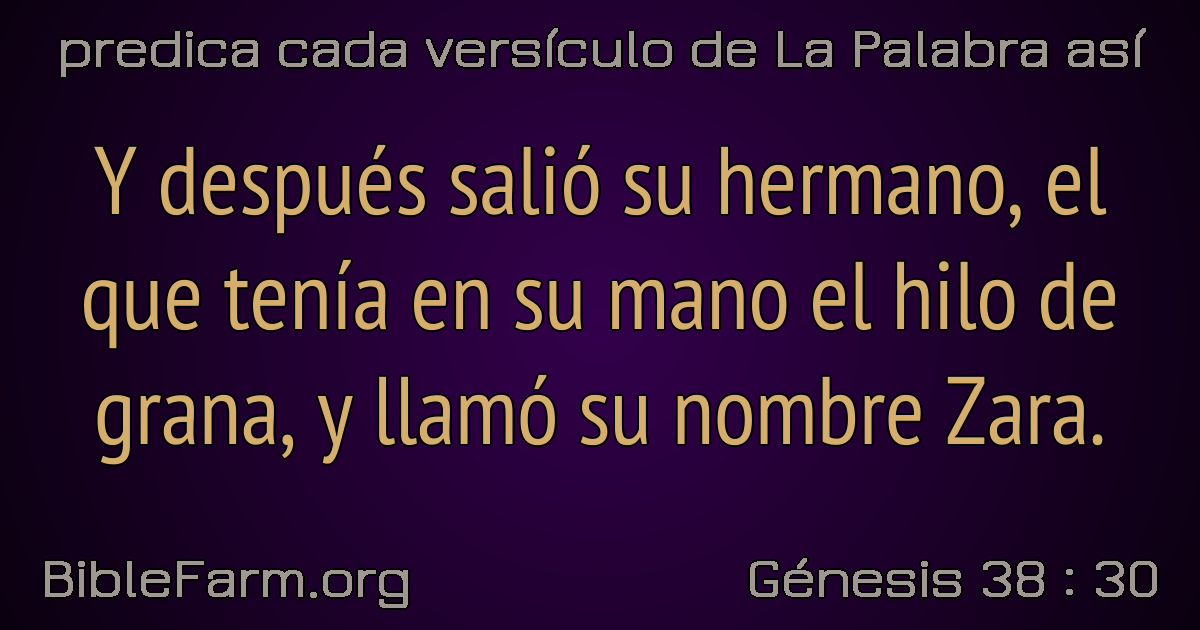 predica cada versículo de La Palabra así
Y después salió su hermano, el
que tenía en su mano el hilo de
grana, y llamó su nombre Zara.
BibleFarm.org
Génesis 38 : 30